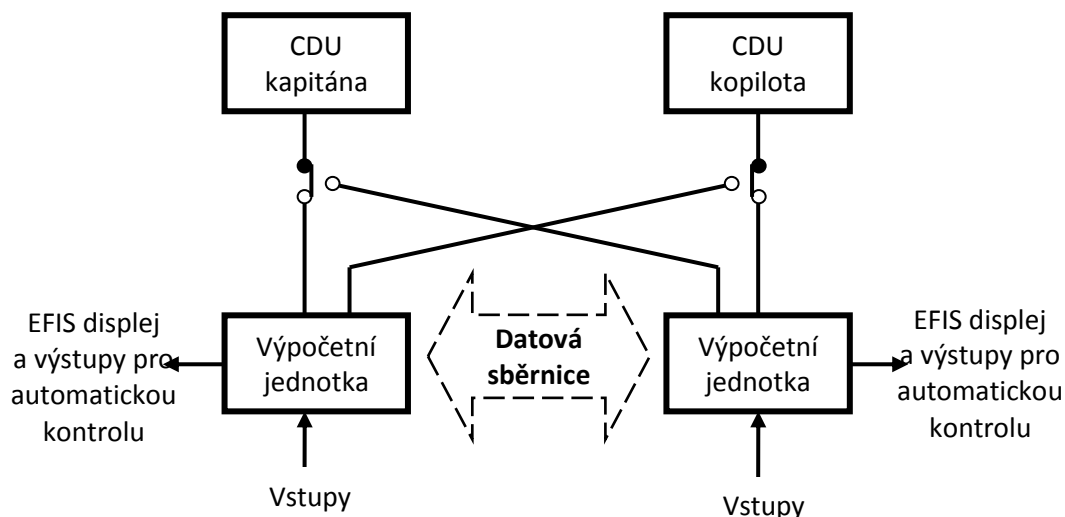 CDU
kapitána
CDU
kopilota
EFIS displej
a výstupy pro
automatickou
kontrolu
Výpočetní
jednotka
Datová
sběrnice
Výpočetní
jednotka
EFIS displej
a výstupy pro
automatickou
kontrolu
Vstupy
Vstupy